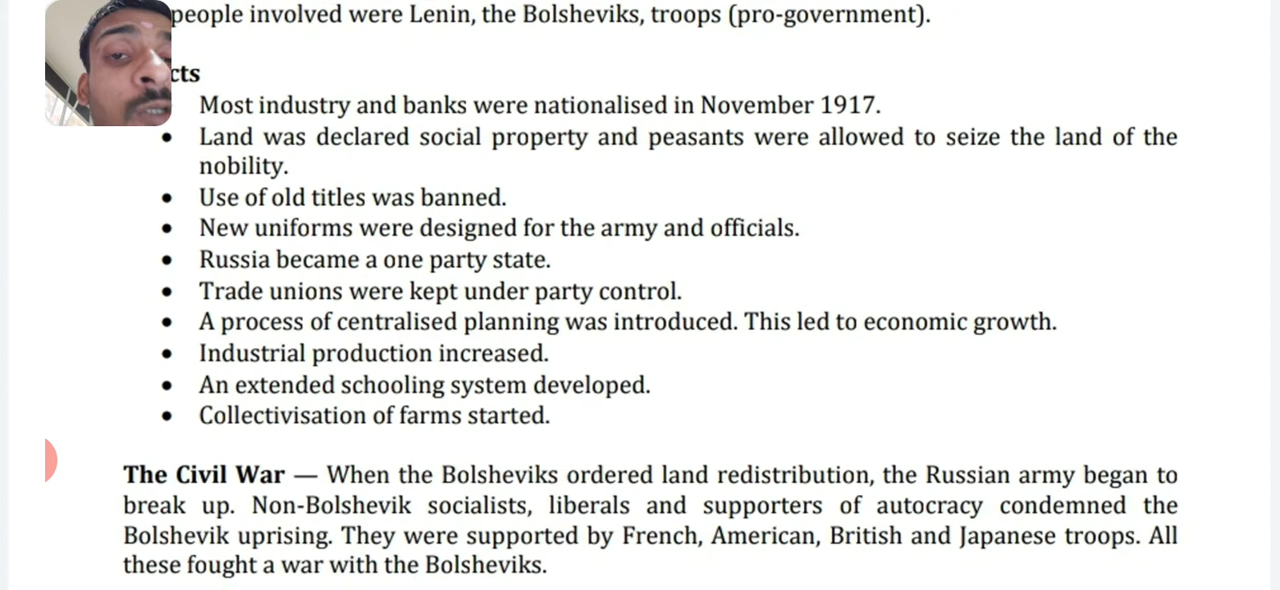 people involved were Lenin, the Bolsheviks, troops (pro-government).
cts
Most industry and banks were nationalised in November 1917.
• Land was declared social property and peasants were allowed to seize the land of the
nobility.
• Use of old titles was banned.
• New uniforms were designed for the army and officials.
• Russia became a one party state.
• Trade unions were kept under party control.
• A process of centralised planning was introduced. This led to economic growth.
• Industrial production increased.
• An extended schooling system developed.
• Collectivisation of farms started.
The Civil War — When the Bolsheviks ordered land redistribution, the Russian army began to
break up. Non-Bolshevik socialists, liberals and supporters of autocracy condemned the
Bolshevik uprising. They were supported by French, American, British and Japanese troops. All
these fought a war with the Bolsheviks.